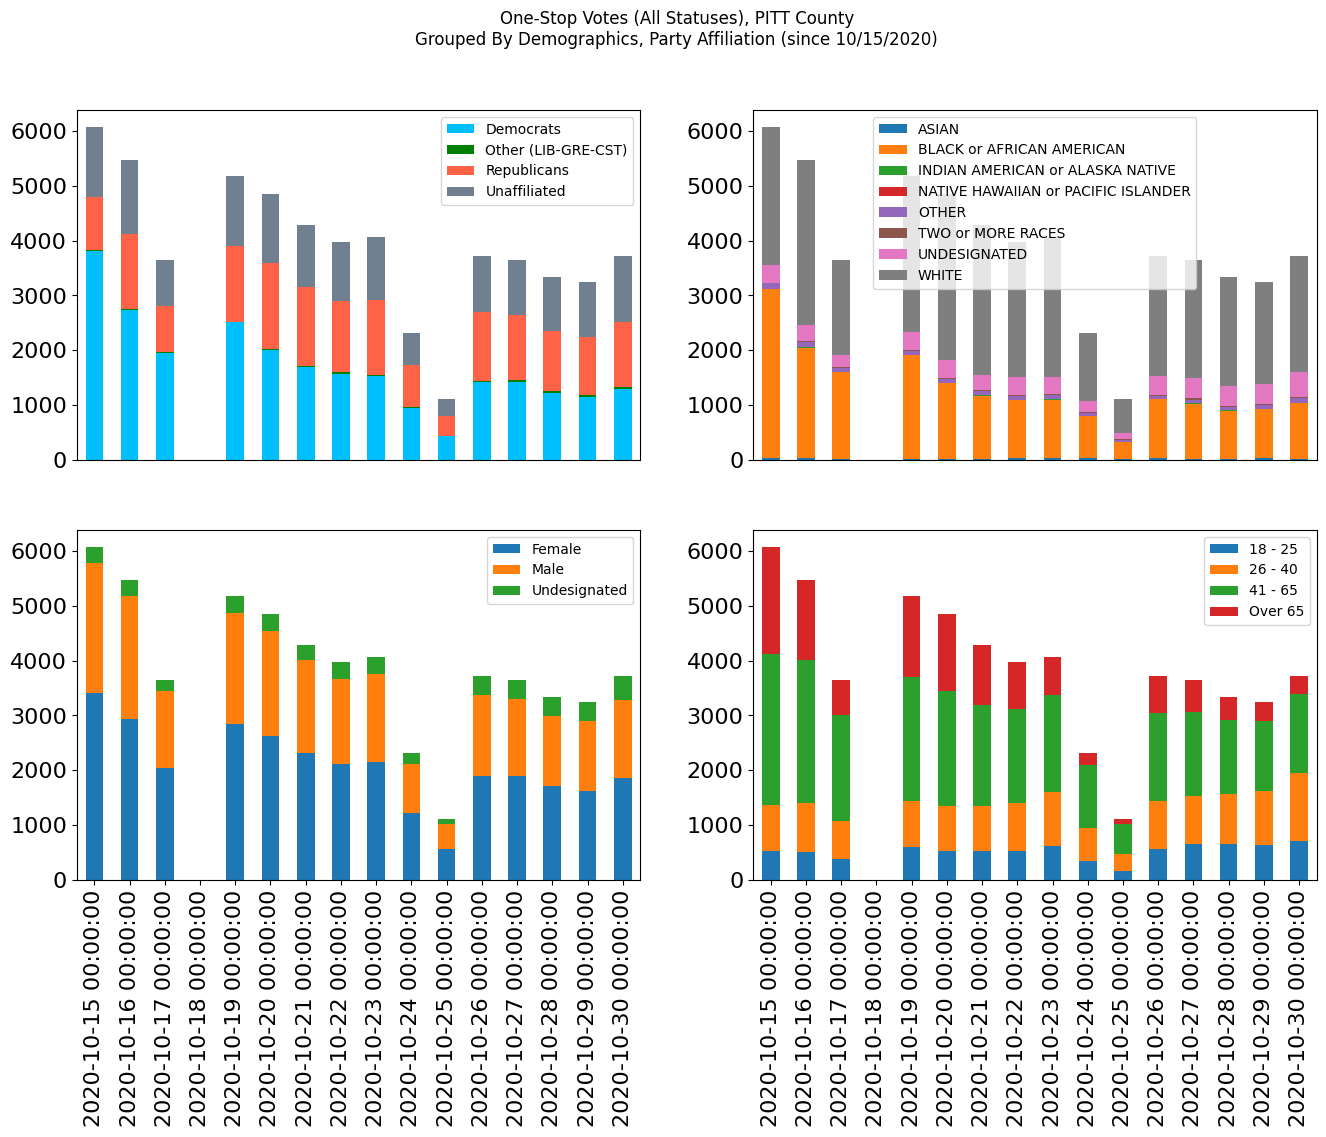 One-Stop Votes (All Statuses), PITT County
Grouped By Demographics, Party Affiliation (since 10/15/2020)
6000
5000
4000
3000
2000
1000
0
Democrats
Other (LIB-GRE-CST)
Republicans
Unaffiliated
6000
5000
4000
3000
2000
1000
0
ASIAN
BLACK or AFRICAN AMERICAN
INDIAN AMERICAN or ALASKA NATIVE
NATIVE HAWAIIAN or PACIFIC ISLANDER
OTHER
TWO or MORE RACES
UNDESIGNATED
WHITE
6000
5000
4000
3000
2000
1000
0
Female
Male
Undesignated
2020-10-15 00:00:00
2020-10-16 00:00:00
2020-10-17 00:00:00
2020-10-18 00:00:00
2020-10-19 00:00:00
2020-10-20 00:00:00
2020-10-21 00:00:00
2020-10-22 00:00:00
2020-10-23 00:00:00
2020-10-24 00:00:00
2020-10-25 00:00:00
2020-10-26 00:00:00
2020-10-27 00:00:00
2020-10-28 00:00:00
2020-10-29 00:00:00
2020-10-30 00:00:00
6000
5000
4000
3000
2000
1000
0
18 - 25
26 - 40
41 - 65
Over 65
2020-10-15 00:00:00
2020-10-16 00:00:00
2020-10-17 00:00:00
2020-10-18 00:00:00
2020-10-19 00:00:00
2020-10-20 00:00:00
2020-10-21 00:00:00
2020-10-22 00:00:00
2020-10-23 00:00:00
2020-10-24 00:00:00
2020-10-25 00:00:00
2020-10-26 00:00:00
2020-10-27 00:00:00
2020-10-28 00:00:00
2020-10-29 00:00:00
2020-10-30 00:00:00